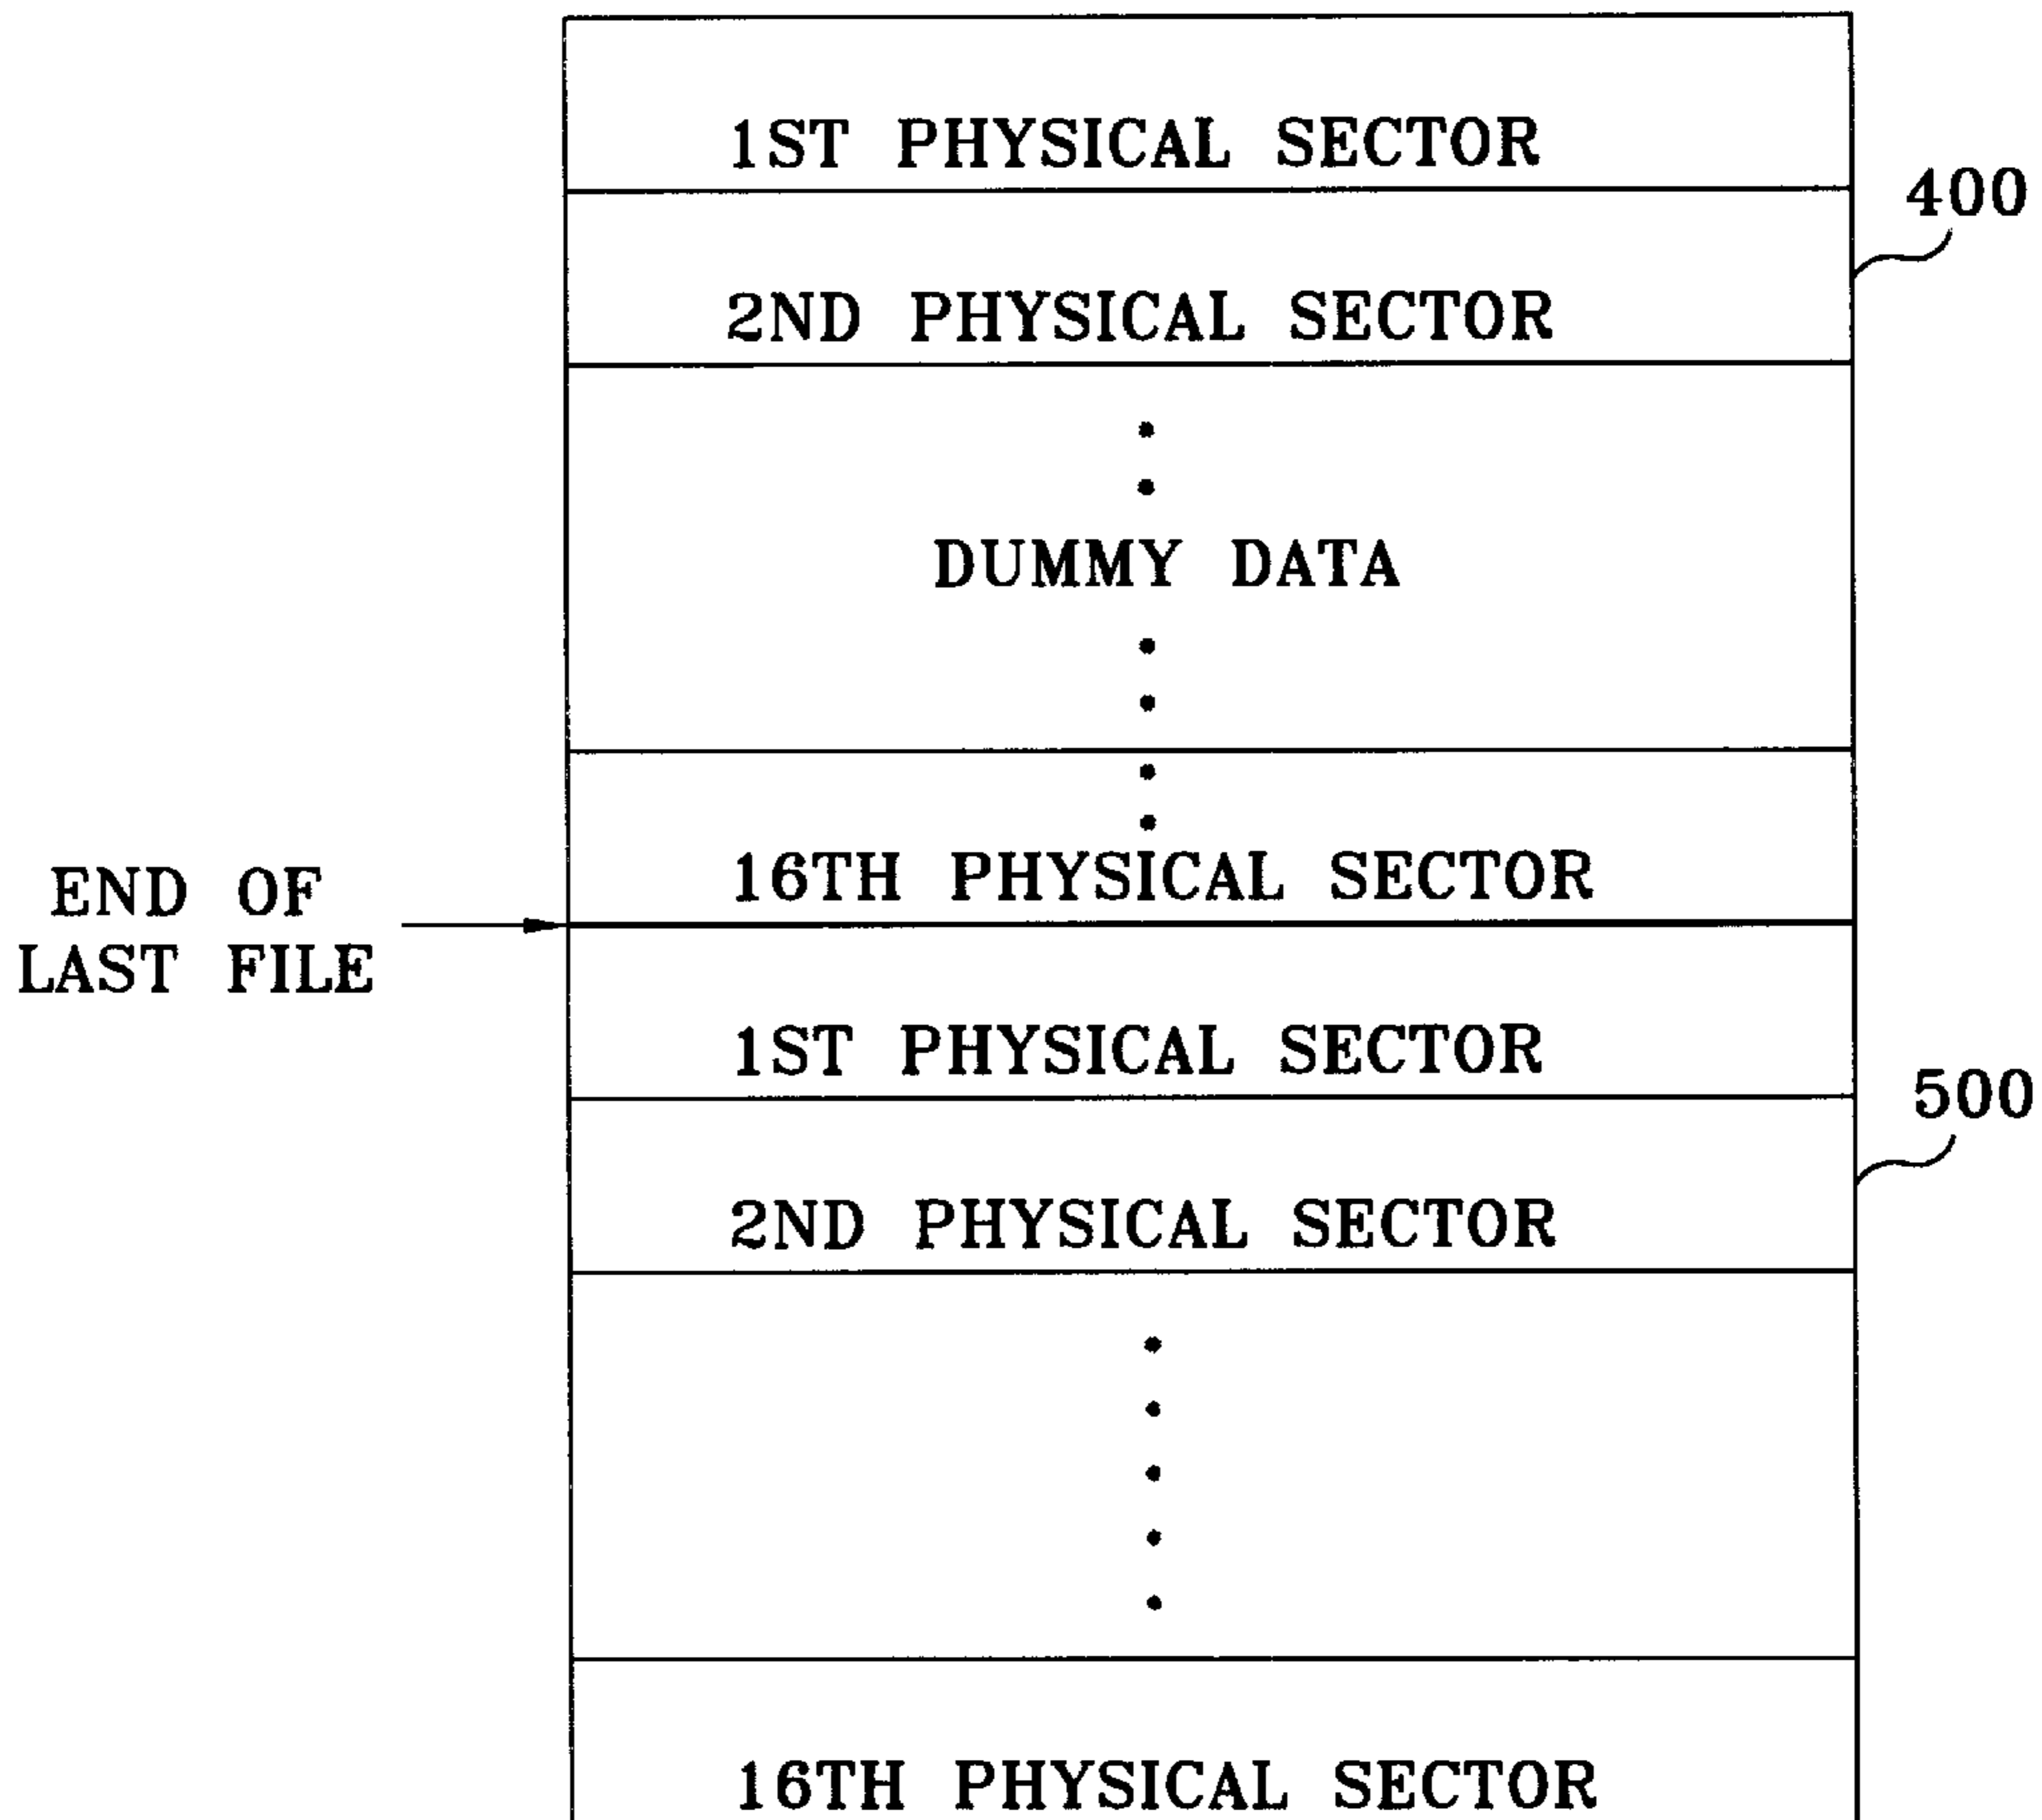 1ST PHYSICAL SECTOR
400
2ND PHYSICAL SECTOR
DUMMY DATA
16TH PHYSICAL SECTOR
END OF
LAST FILE
1ST PHYSICAL SECTOR
500
2ND PHYSICAL SECTOR
16TH PHYSICAL SECTOR